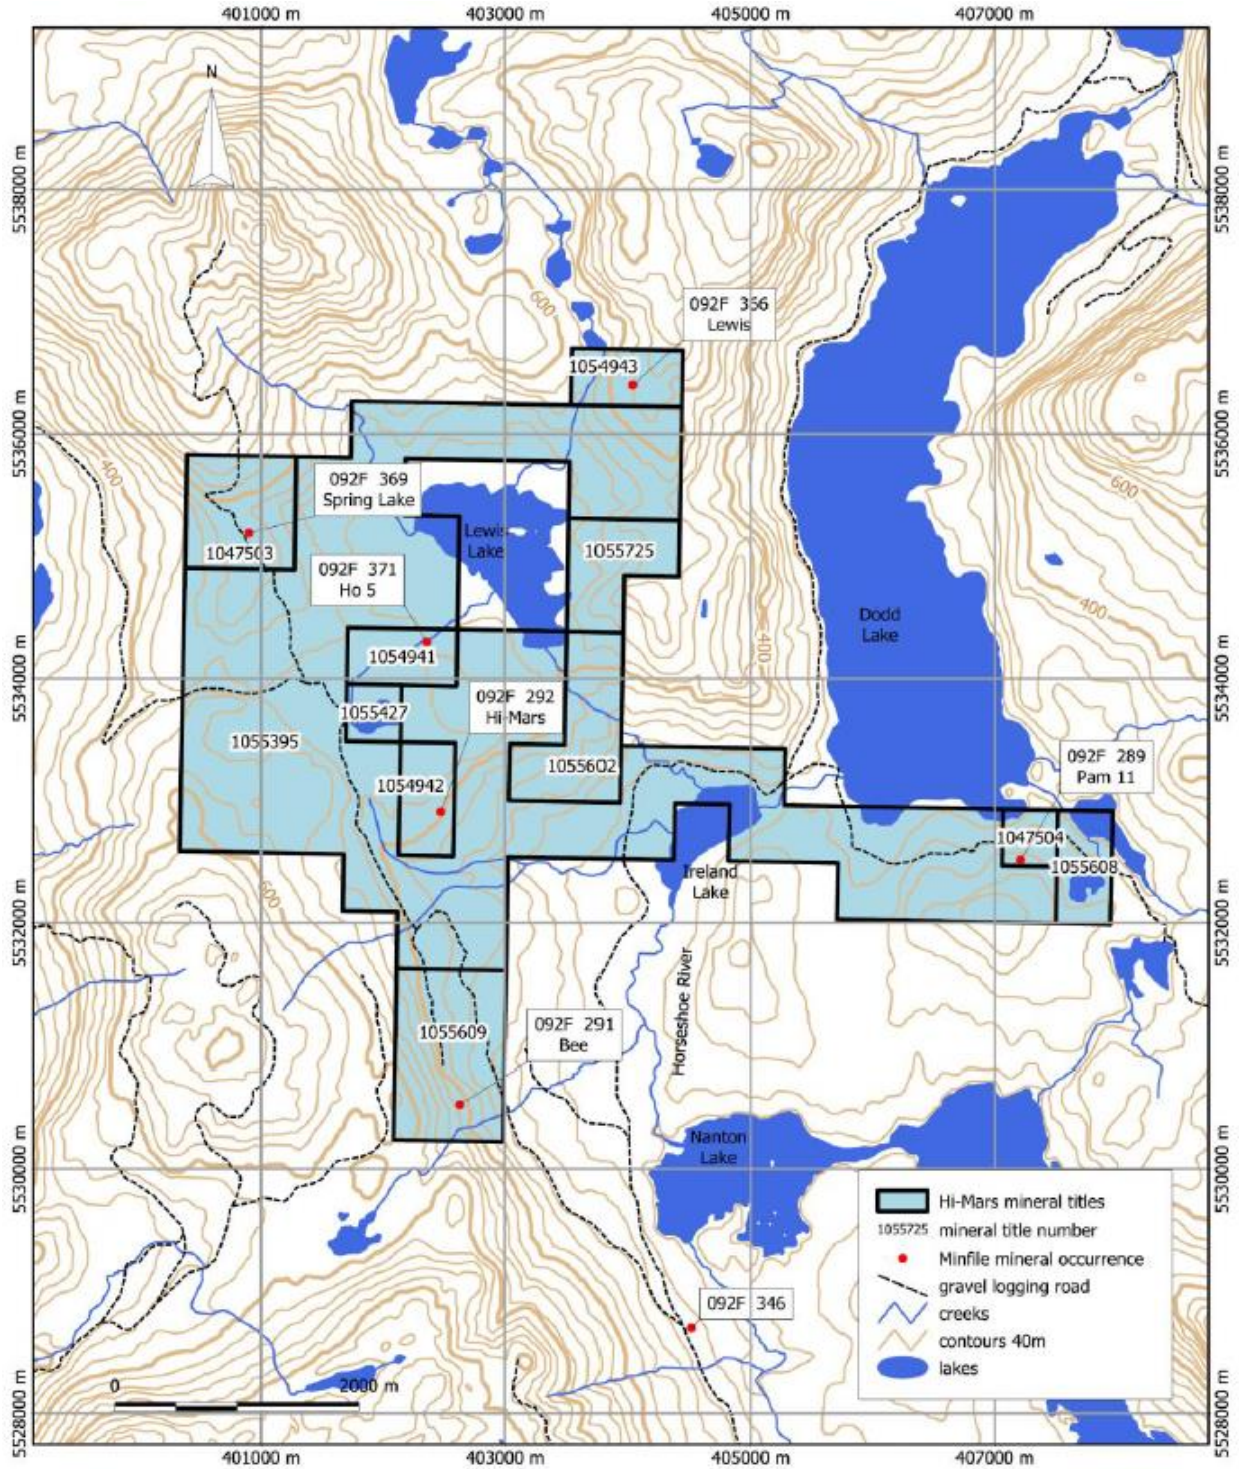 401000 m 403000 m 405000 m 407000 m
N
5538000 m 5538000 m
600
092F 366
Lewis
1054943
5536000 m 5536000 m
400
092F 369
Spring Lake
600
Lewis
Lake
1047503
1055725
092F 371
Ho 5
400
Dodd
Lake
400
1054941
5534000 m 5534000 m
092F 292
Hi-Mars
1055427
1055395
092F 289
Pam 11
1055602
1054942
1047504
1055608
Ireland
Lake
600
5532000 m 5532000 m
Horseshoe River
092F 291
Bee
1055609
Nanton
Lake
5530000 m 5530000 m
Hi-Mars mineral titles
1055725 mineral title number
Minfile mineral occurrence
gravel logging road
creeks
contours 40m
lakes
092F 346
0 2000 m
5528000 m 5528000 m
401000 m 403000 m 405000 m 407000 m